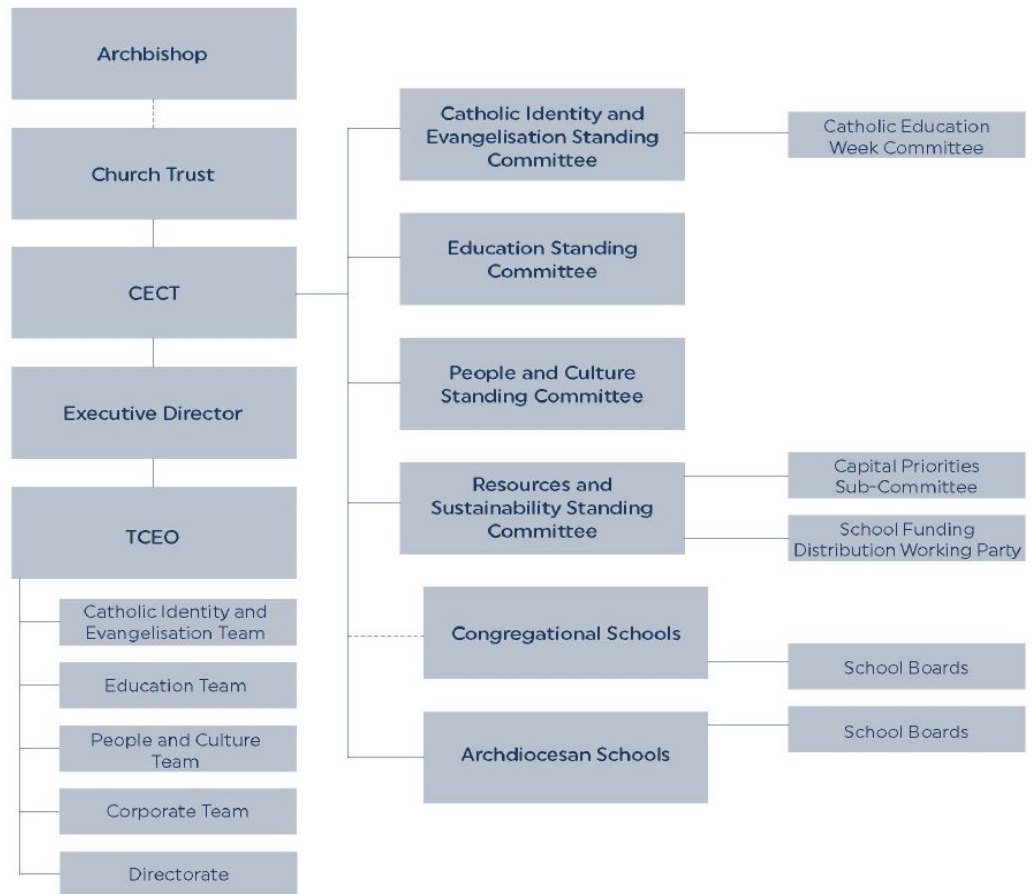 Archbishop
Church Trust
CECT
Executive Director
TCEO
Catholic Identity and
Evangelisation Team
Education Team
People and Culture
Team
Corporate Team
Directorate
Catholic Identity and
Evangelisation Standing
Committee
Catholic Education
Week Committee
Education Standing
Committee
People and Culture
Standing Committee
Resources and
Sustainability Standing
Committee
Capital Priorities
Sub-Committee
School Funding
Distribution Working Party
Congregational Schools
School Boards
Archdiocesan Schools
School Boards